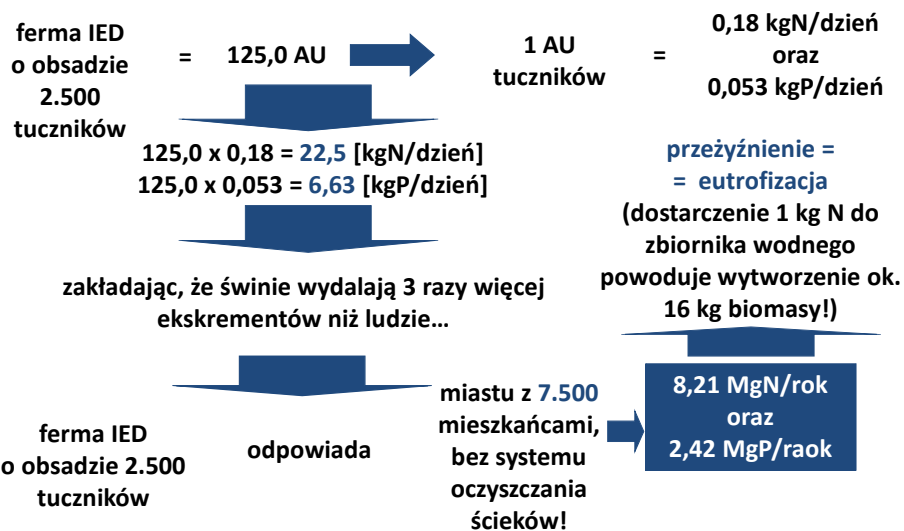 ferma IED
o obsadzie
2.500
tuczników
=
125,0 AU
1 AU
tuczników
=
0,18 kgN/dzień
oraz
0,053 kgP/dzień
125,0 x 0,18 = 22,5 [kgN/dzień]
125,0 x 0,053 = 6,63 [kgP/dzień]
zakładając, że świnie wydalają 3 razy więcej
ekskrementów niż ludzie...
ferma IED
o obsadzie 2.500
tuczników
odpowiada
miastu z 7.500
mieszkańcami,
bez systemu
oczyszczania
ścieków!
8,21 MgN/rok
oraz
2,42 MgP/raok
przeżyźnienie =
= eutrofizacja
(dostarczenie 1 kg N do
zbiornika wodnego
powoduje wytworzenie ok.
16 kg biomasy!)